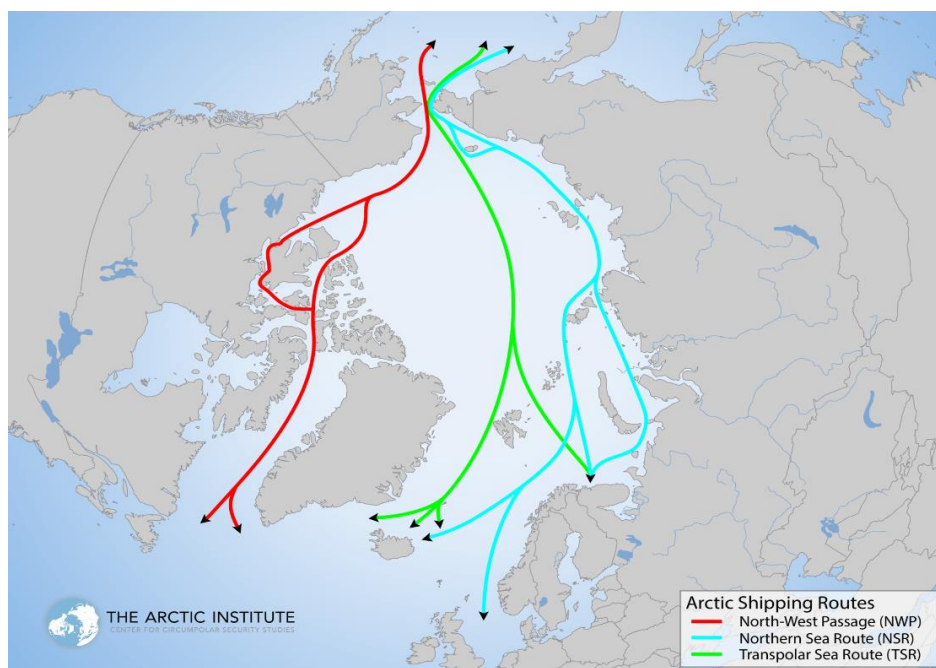 THE ARCTIC INSTITUTE
CENTER FOR CIRCUMPOLAR SECURITY STUDIES
Arctic Shipping Routes
North-West Passage (NWP)
Northern Sea Route (NSR)
Transpolar Sea Route (TSR)